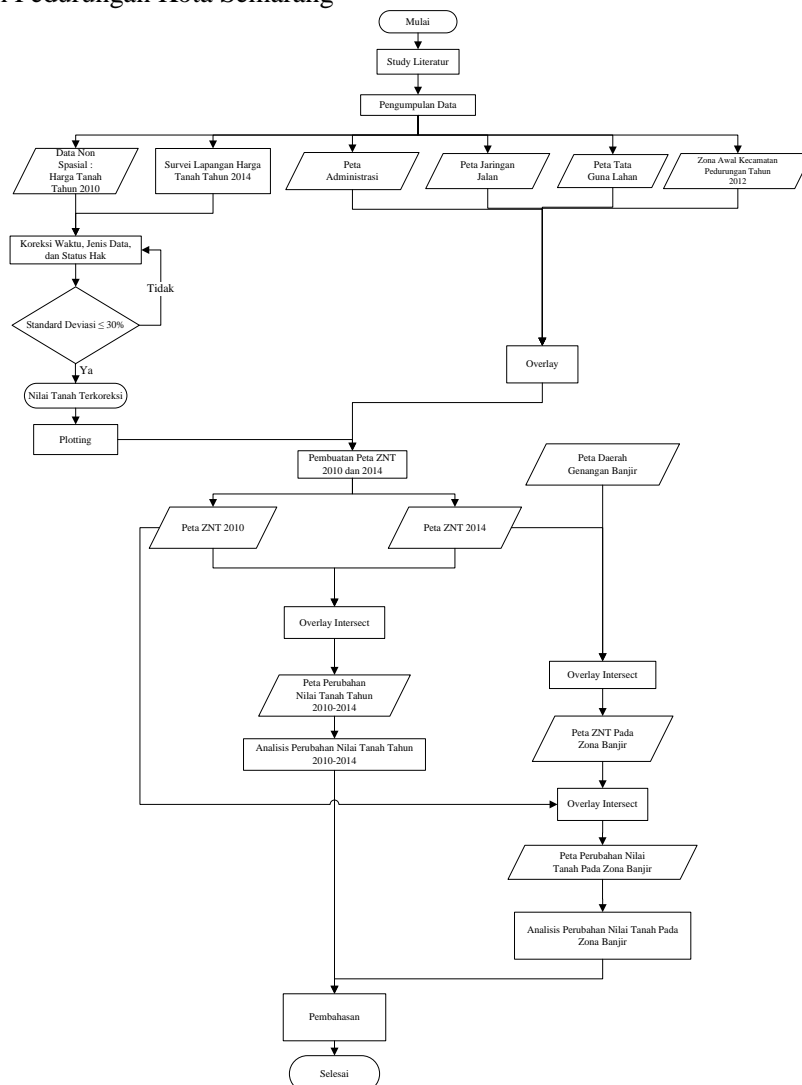 Pedurungan Kota Semarang
Mulai
Study Literatur
Pengumpulan Data
Data Non
Spasial :
Harga Tanah
Tahun 2010
Survei Lapangan Harga
Tanah Tahun 2014
Peta
Administrasi
Peta Jaringan
Jalan
Peta Tata
Guna Lahan
Zona Awal Kecamatan
Pedurungan Tahun
2012
Koreksi Waktu, Jenis Data,
dan Status Hak
Tidak
Standard Deviasi ≤ 30%
Ya
Nilai Tanah Terkoreksi
Plotting
Overlay
Pembuatan Peta ZNT
2010 dan 2014
Peta Daerah
Genangan Banjir
Peta ZNT 2010
Peta ZNT 2014
Overlay Intersect
Peta Perubahan
Nilai Tanah Tahun
2010-2014
Analisis Perubahan Nilai Tanah Tahun
2010-2014
Overlay Intersect
Peta ZNT Pada
Zona Banjir
Overlay Intersect
Peta Perubahan Nilai
Tanah Pada Zona Banjir
Analisis Perubahan Nilai Tanah Pada
Zona Banjir
Pembahasan
Selesai